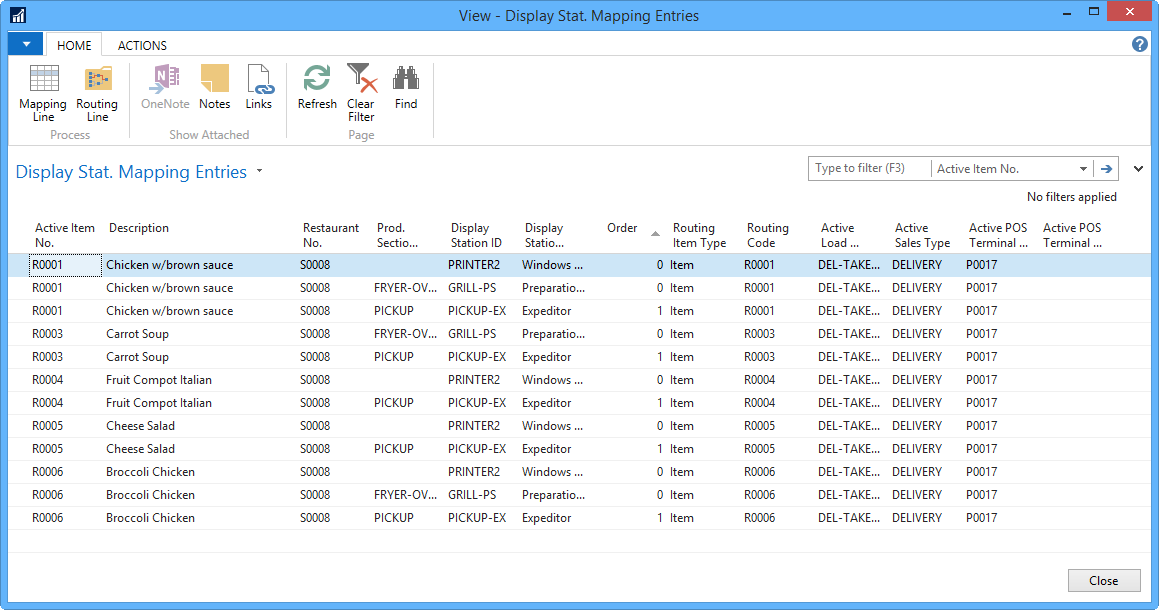 View - Display Stat. Mapping Entries
HOME ACTIONS
Mapping Line Routing Line OneNote Notes Links Refresh Clear Filter Find
Process Show Attached Page
Display Stat. Mapping Entries
Type to filter (F3) Active Item No.
No filters applied
Active Item No. Description Restaurant No. Prod. Sectio... Display Station ID Display Statio... Order Routing Item Type Routing Code Active Load ... Active Sales Type Active POS Terminal ... Active POS Terminal ...
R0001 Chicken w/brown sauce S0008 PRINTER2 Windows ... 0 Item R0001 DEL-TAKE... DELIVERY P0017
R0001 Chicken w/brown sauce S0008 FRYER-OV... GRILL-PS Preparatio... 0 Item R0001 DEL-TAKE... DELIVERY P0017
R0001 Chicken w/brown sauce S0008 PICKUP PICKUP-EX Expeditor 1 Item R0001 DEL-TAKE... DELIVERY P0017
R0003 Carrot Soup S0008 FRYER-OV... GRILL-PS Preparatio... 0 Item R0003 DEL-TAKE... DELIVERY P0017
R0003 Carrot Soup S0008 PICKUP PICKUP-EX Expeditor 1 Item R0003 DEL-TAKE... DELIVERY P0017
R0004 Fruit Compot Italian S0008 PRINTER2 Windows ... 0 Item R0004 DEL-TAKE... DELIVERY P0017
R0004 Fruit Compot Italian S0008 PICKUP PICKUP-EX Expeditor 1 Item R0004 DEL-TAKE... DELIVERY P0017
R0005 Cheese Salad S0008 PRINTER2 Windows ... 0 Item R0005 DEL-TAKE... DELIVERY P0017
R0005 Cheese Salad S0008 PICKUP PICKUP-EX Expeditor 1 Item R0005 DEL-TAKE... DELIVERY P0017
R0006 Broccoli Chicken S0008 PRINTER2 Windows ... 0 Item R0006 DEL-TAKE... DELIVERY P0017
R0006 Broccoli Chicken S0008 FRYER-OV... GRILL-PS Preparatio... 0 Item R0006 DEL-TAKE... DELIVERY P0017
R0006 Broccoli Chicken S0008 PICKUP PICKUP-EX Expeditor 1 Item R0006 DEL-TAKE... DELIVERY P0017
Close